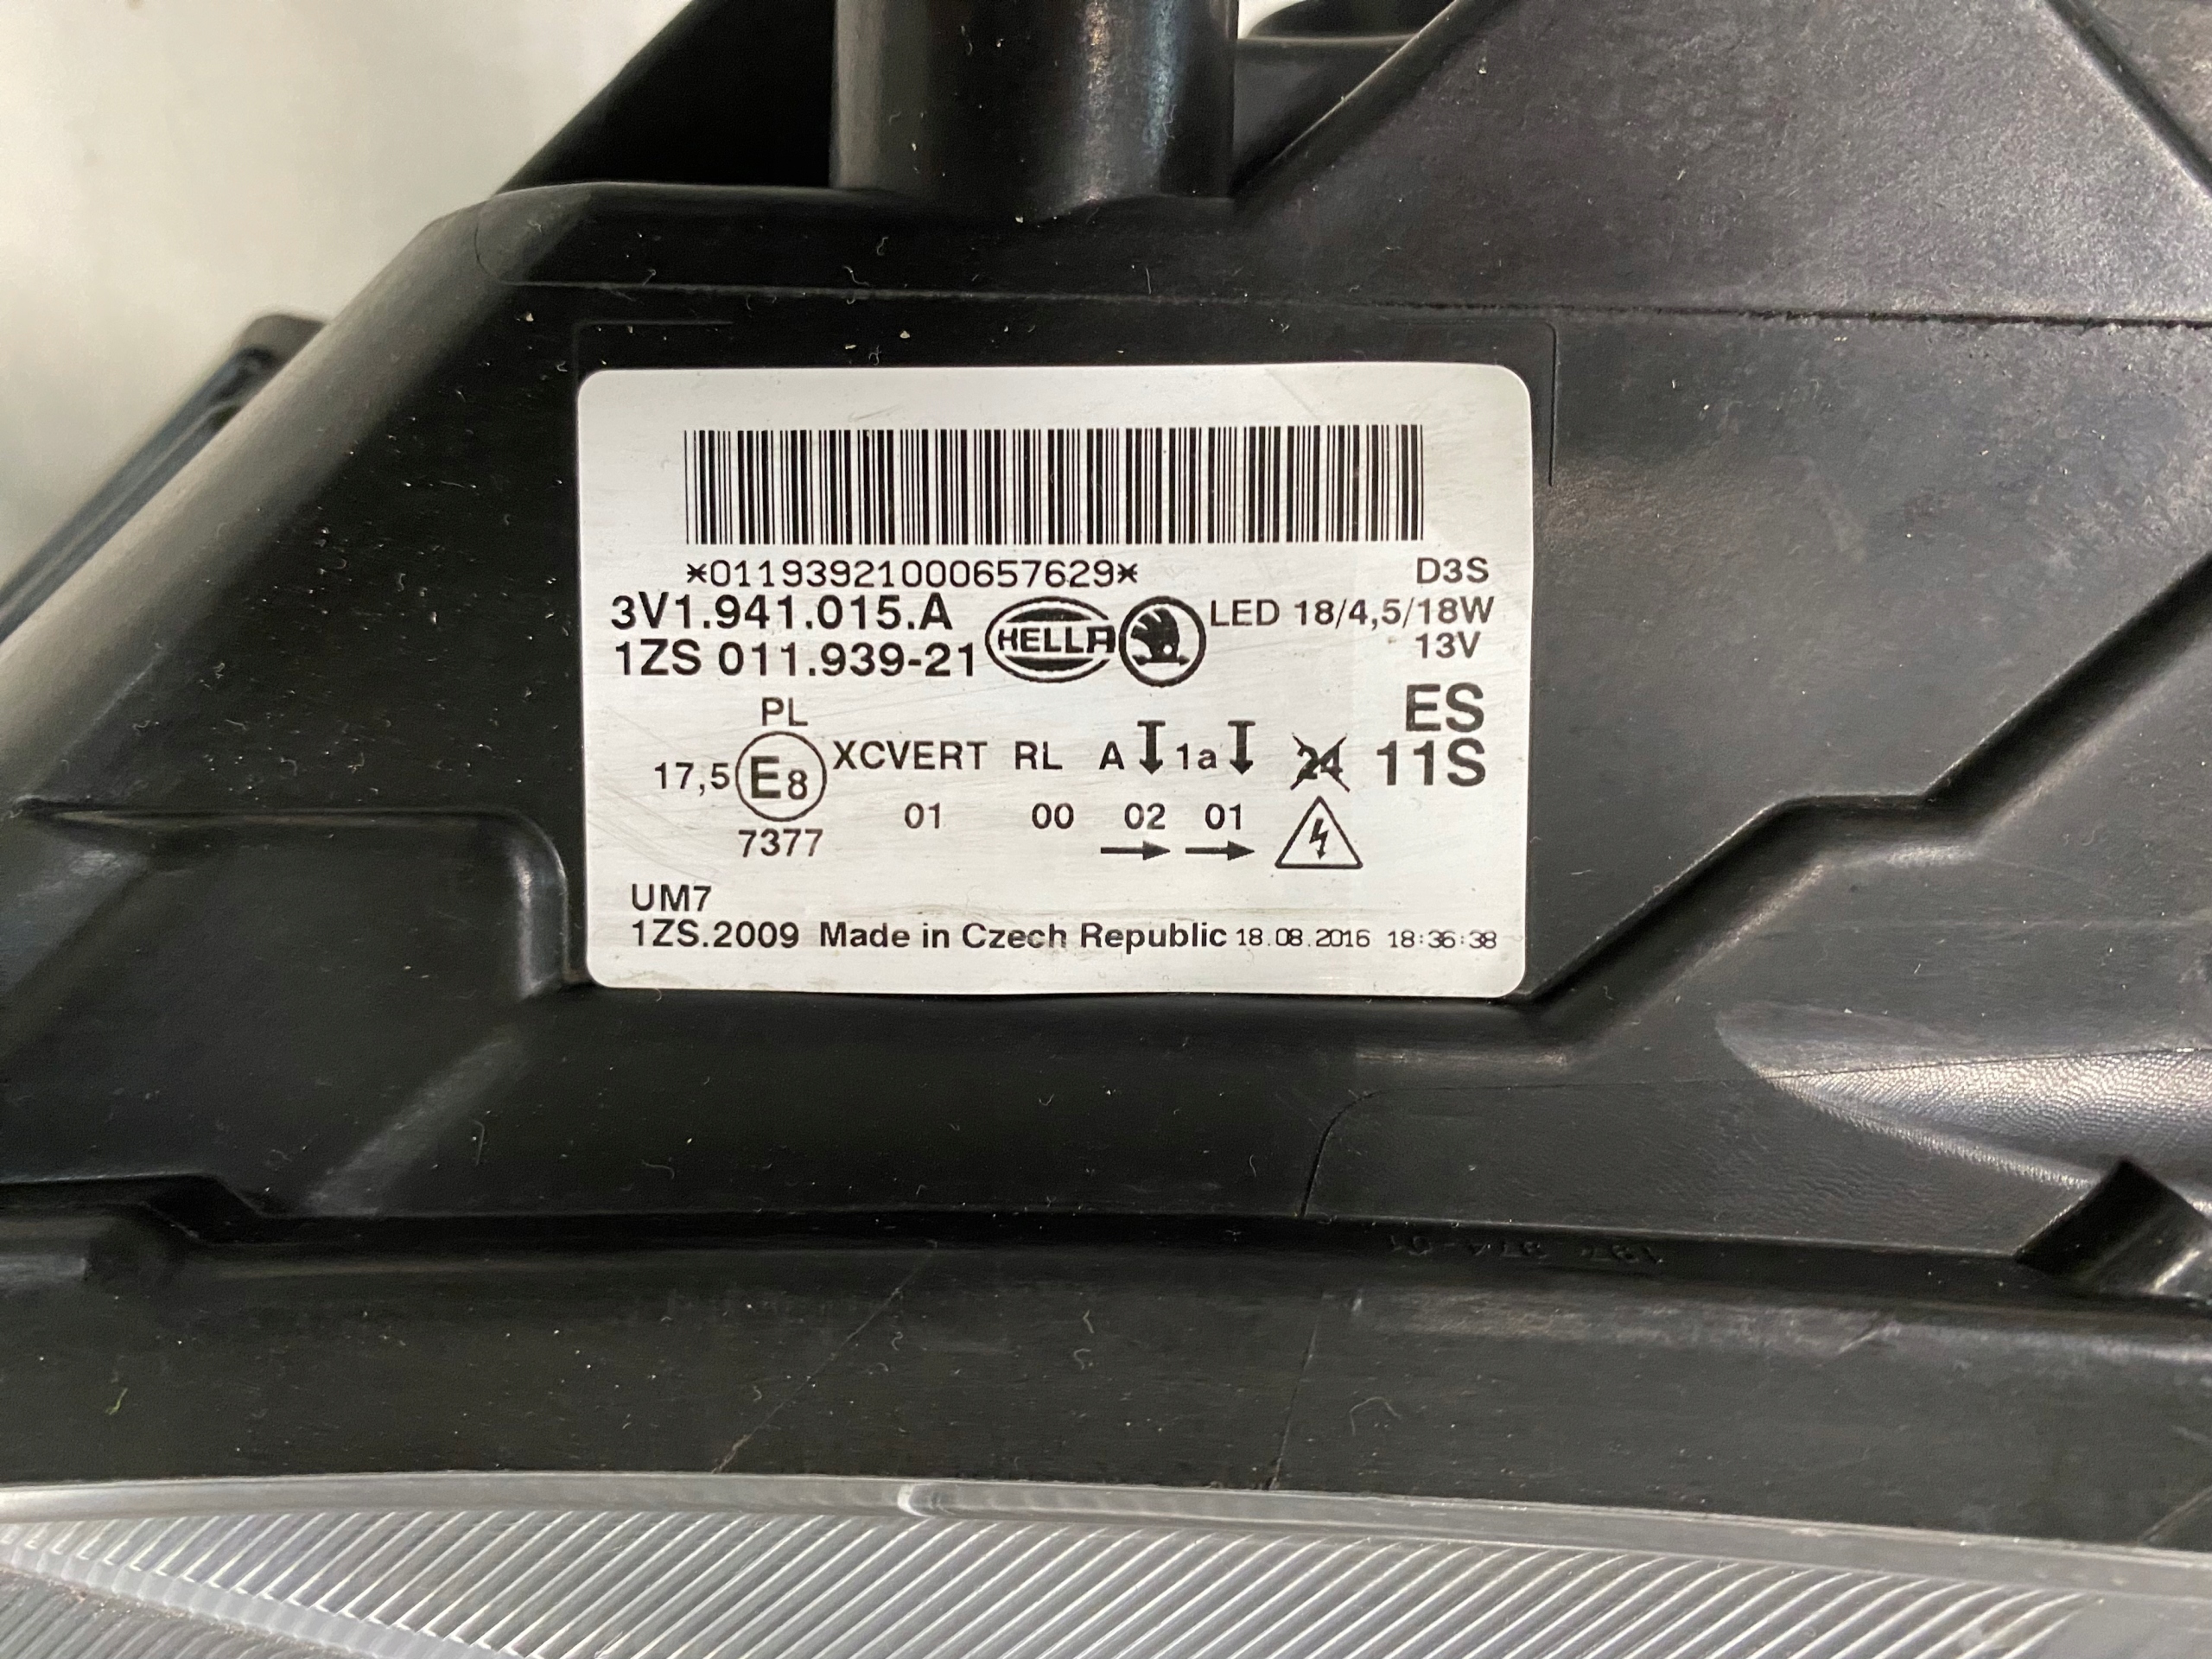 *01193921000657629*
D3S
3V1.941.015.A
HELLA
LED 18/4,5/18W
1ZS 011.939-21
13V
ES
PL
17,5 E8 XCVERT RL A 1a 24 11S
01 00 02 01
7377
UM7
1ZS.2009 Made in Czech Republic 18.08.2016 18:36:38